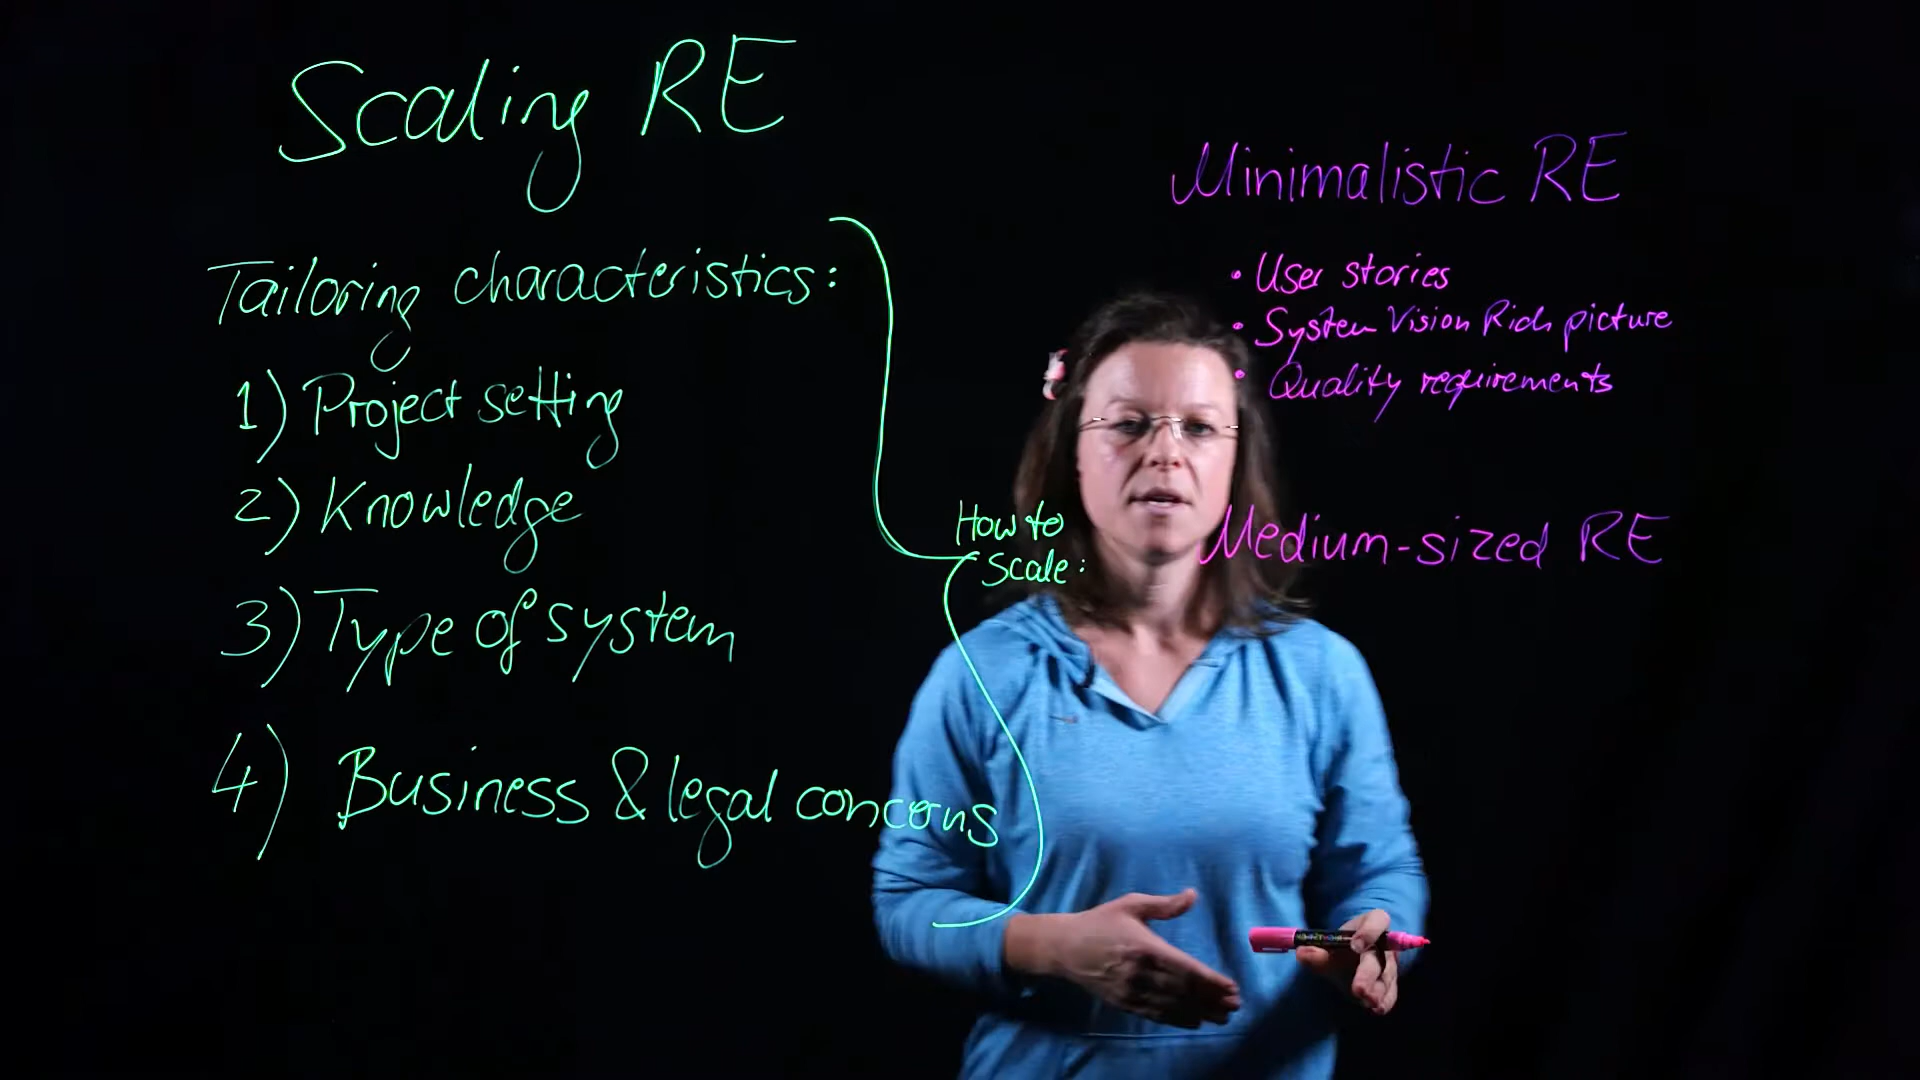 Scaling RE
Tailoring characteristics:
1) Project setting
2) Knowledge
3) Type of system
4) Business & legal concerns
How to
Scale:
Minimalistic RE
• User stories
• System Vision Rich picture
• Quality requirements
Medium-sized RE